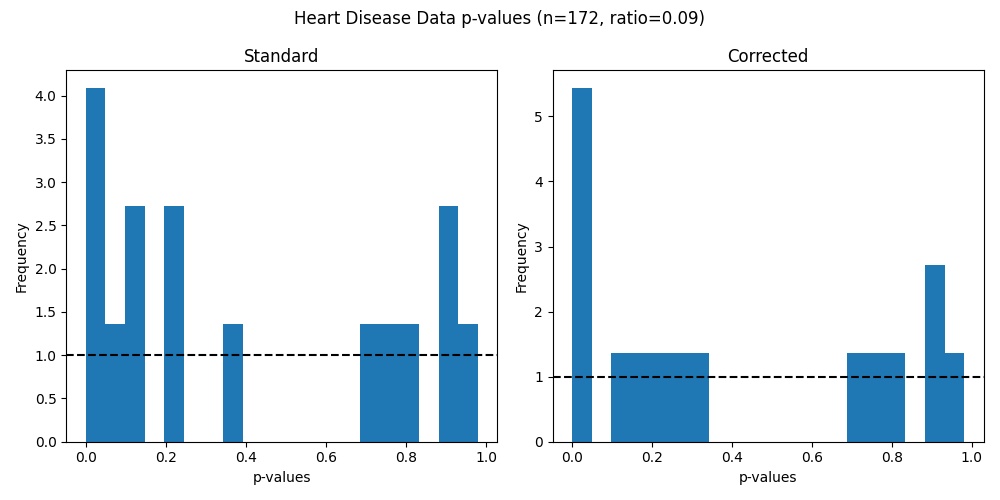 Heart Disease Data p-values (n=172, ratio=0.09)
Standard
Frequency
4.0
3.5
3.0
2.5
2.0
1.5
1.0
0.5
0.0
0.0 0.2 0.4 0.6 0.8 1.0
p-values
Corrected
Frequency
5
4
3
2
1
0
0.0 0.2 0.4 0.6 0.8 1.0
p-values